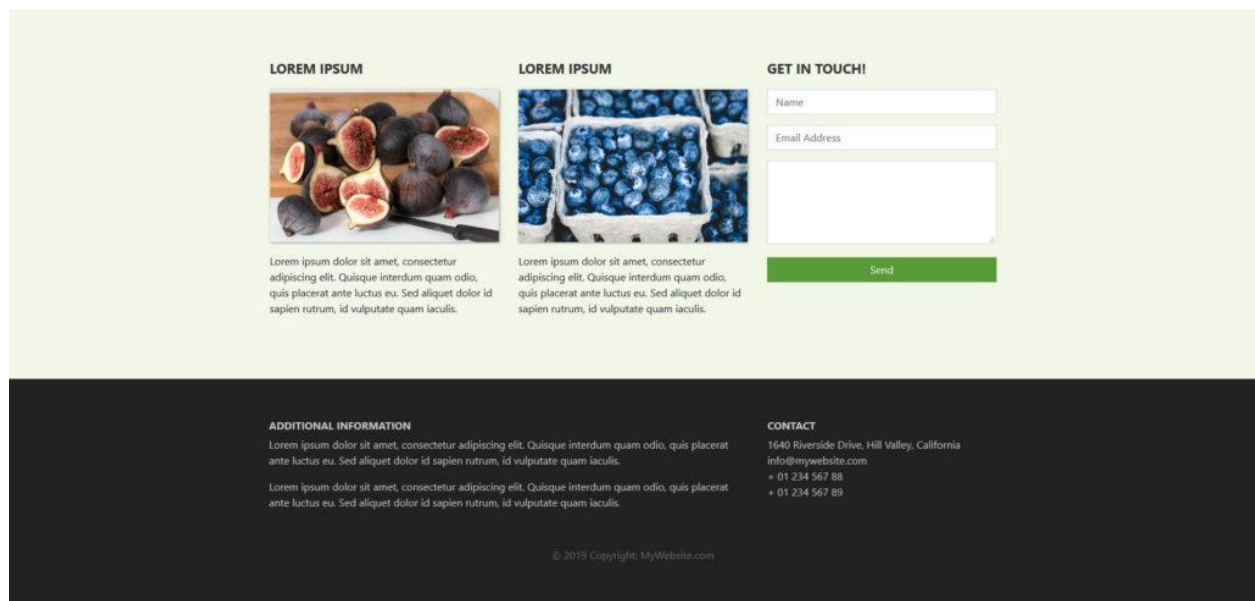 LOREM IPSUM
Lorem ipsum dolor sit amet, consectetur
adipiscing elit. Quisque interdum quam odio,
quis placerat ante luctus eu. Sed aliquet dolor id
sapien rutrum, id vulputate quam iaculis.
LOREM IPSUM
Lorem ipsum dolor sit amet, consectetur
adipiscing elit. Quisque interdum quam odio,
quis placerat ante luctus eu. Sed aliquet dolor id
sapien rutrum, id vulputate quam iaculis.
GET IN TOUCH!
Name
Email Address
Send
ADDITIONAL INFORMATION
Lorem ipsum dolor sit amet, consectetur adipiscing elit. Quisque interdum quam odio, quis placerat
ante luctus eu. Sed aliquet dolor id sapien rutrum, id vulputate quam iaculis.
Lorem ipsum dolor sit amet, consectetur adipiscing elit. Quisque interdum quam odio, quis placerat
ante luctus eu. Sed aliquet dolor id sapien rutrum, id vulputate quam iaculis.
CONTACT
1640 Riverside Drive, Hill Valley, California
info@mywebsite.com
+ 01 234 567 88
+ 01 234 567 89
© 2019 Copyright: MyWebsite.com